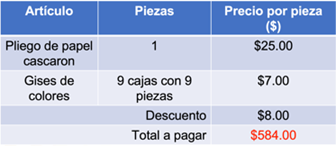 Artículo Piezas Precio por pieza
($)
Pliego de papel
cascaron 1 $25.00
Gises de
colores 9 cajas con 9
piezas $7.00
Descuento $8.00
Total a pagar $584.00